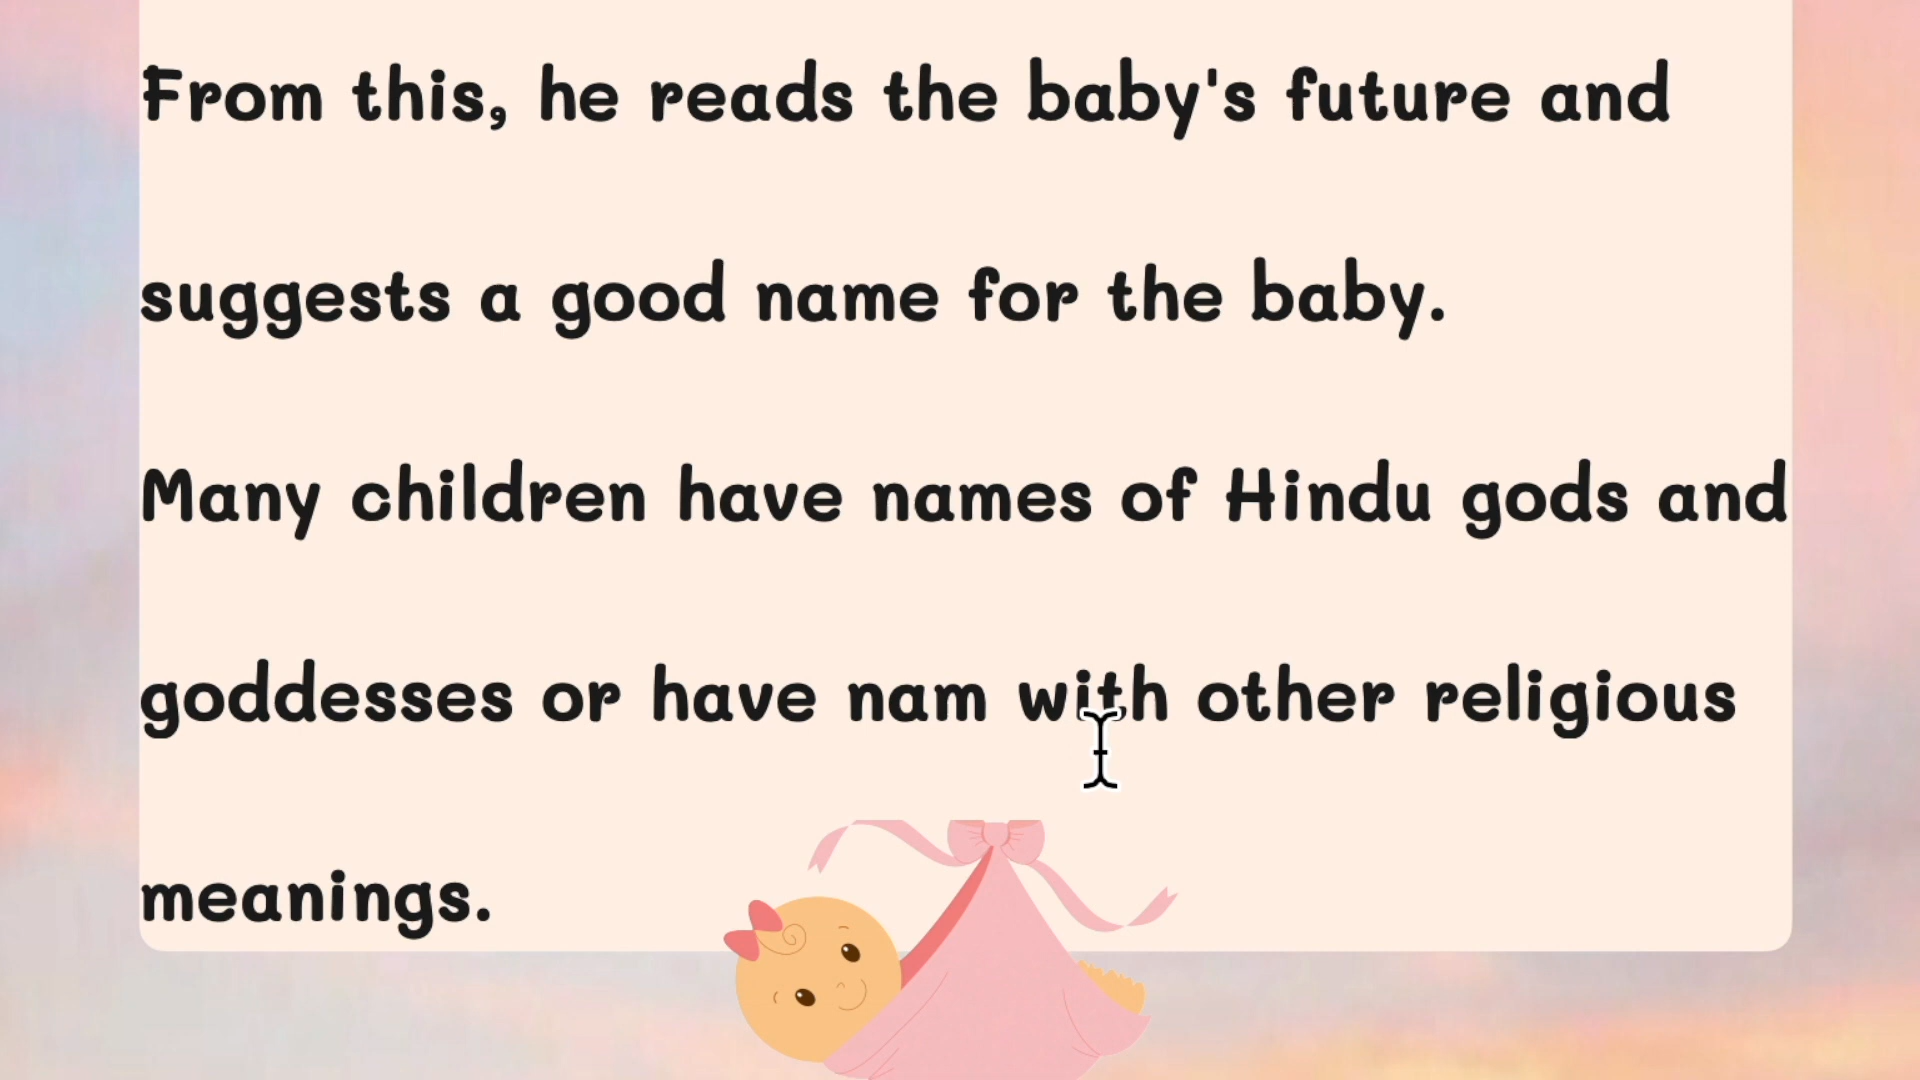 From this, he reads the baby's future and
suggests a good name for the baby.
Many children have names of Hindu gods and
goddesses or have nam with other religious
meanings.